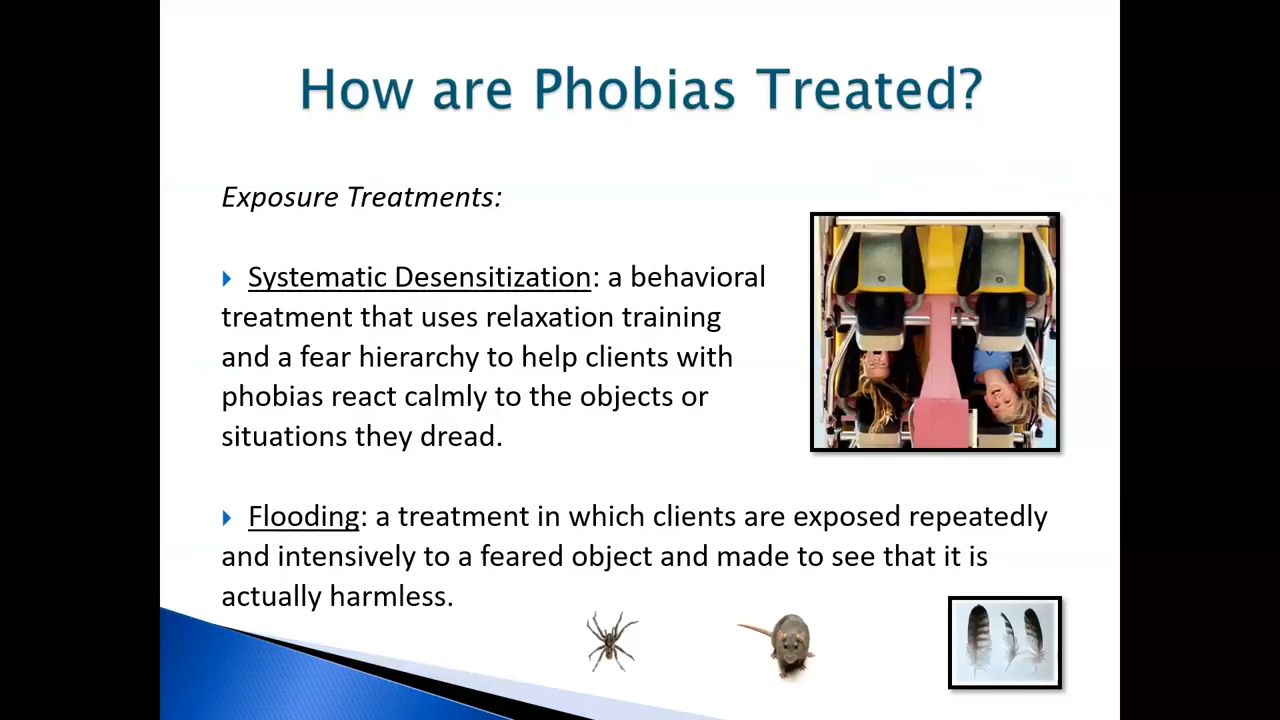 How are Phobias Treated?
Exposure Treatments:
Systematic Desensitization: a behavioral
treatment that uses relaxation training
and a fear hierarchy to help clients with
phobias react calmly to the objects or
situations they dread.
Flooding: a treatment in which clients are exposed repeatedly
and intensively to a feared object and made to see that it is
actually harmless.